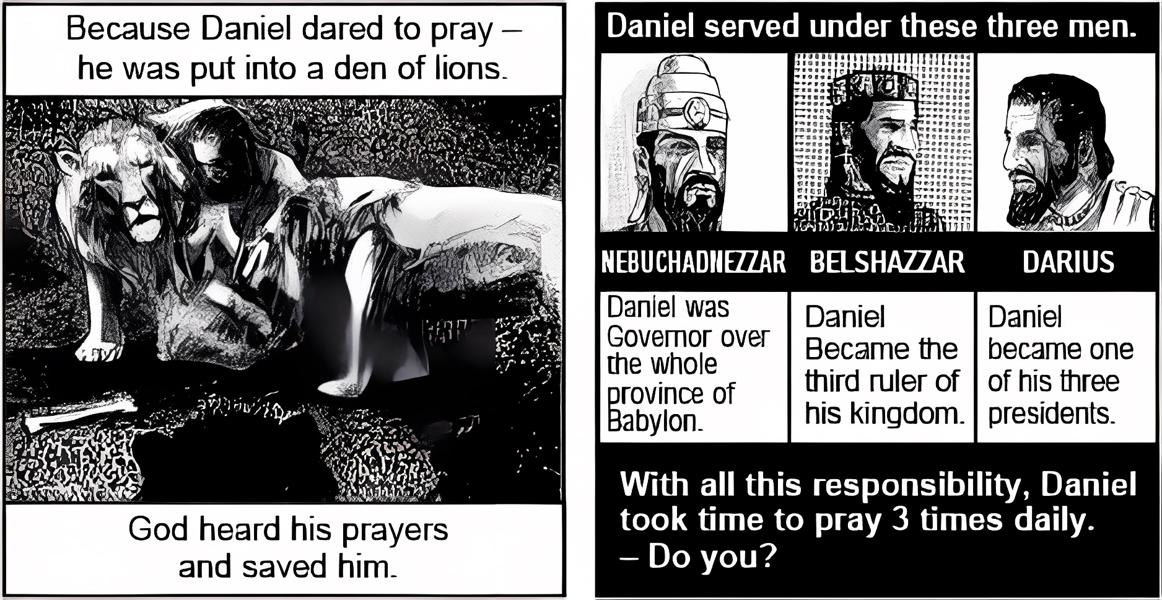 Because Daniel dared to pray –
he was put into a den of lions.
God heard his prayers
and saved him.
Daniel served under these three men.
NEBUCHADNEZZAR
BELSHAZZAR
DARIUS
Daniel was
Governor over
the whole
province of
Babylon.
Daniel
Became the
third ruler of
his kingdom.
Daniel
became one
of his three
presidents.
With all this responsibility, Daniel
took time to pray 3 times daily.
– Do you?